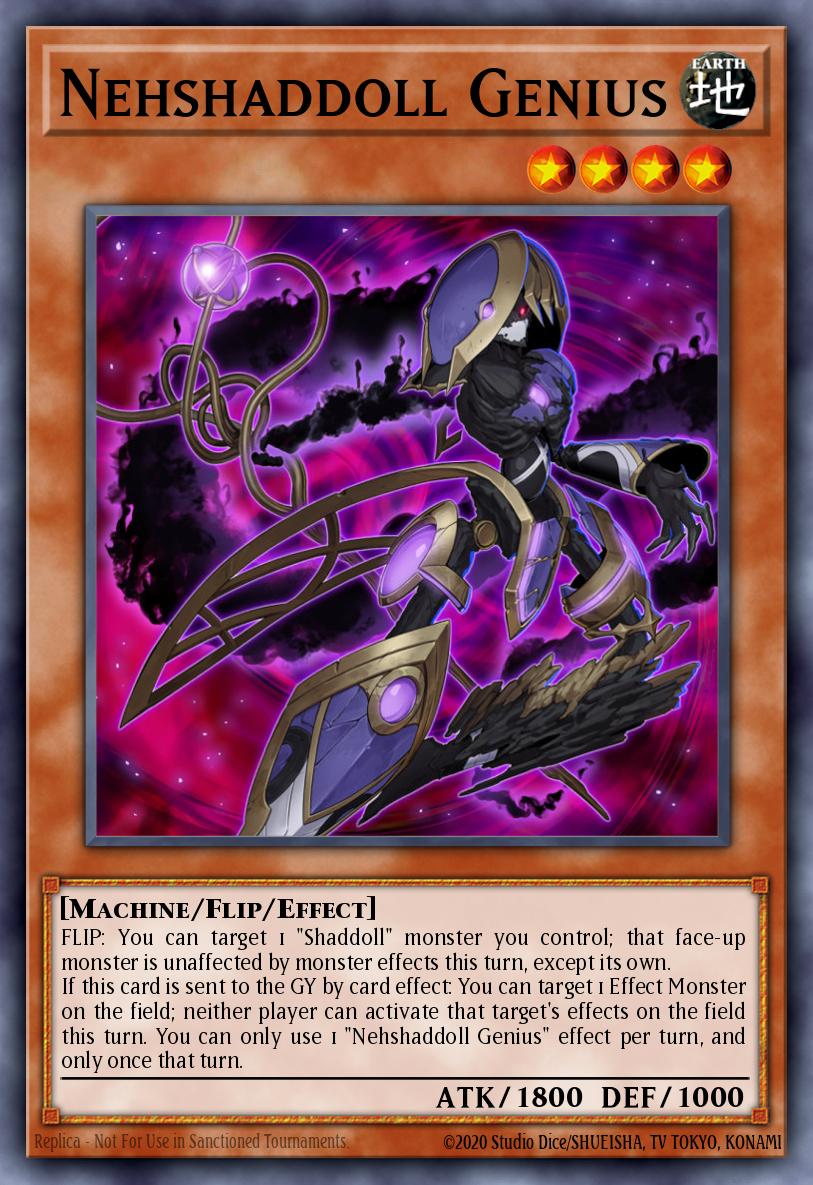 Nehshaddoll Genius
EARTH
地
[Machine/Flip/Effect]
FLIP: You can target 1 "Shaddoll" monster you control; that face-up
monster is unaffected by monster effects this turn, except its own.
If this card is sent to the GY by card effect: You can target 1 Effect Monster
on the field; neither player can activate that target's effects on the field
this turn. You can only use 1 "Nehshaddoll Genius" effect per turn, and
only once that turn.
ATK/1800 DEF/1000
Replica - Not For Use in Sanctioned Tournaments.
©2020 Studio Dice/SHUEISHA, TV TOKYO, KONAMI